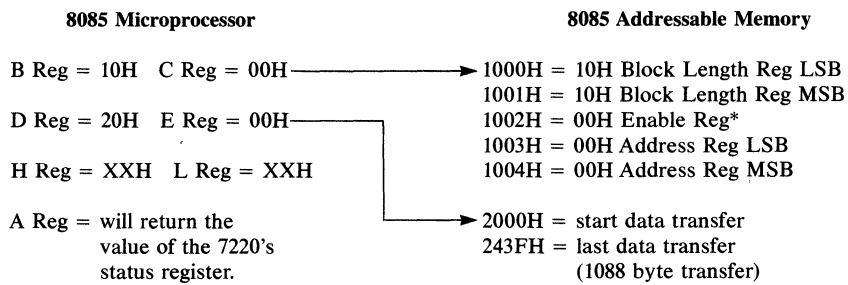 8085 Microprocessor
B Reg = 10H C Reg = 00H
D Reg = 20H E Reg = 00H
H Reg = XXH L Reg = XXH
A Reg = will return the
value of the 7220's
status register.
8085 Addressable Memory
1000H = 10H Block Length Reg LSB
1001H = 10H Block Length Reg MSB
1002H = 00H Enable Reg*
1003H = 00H Address Reg LSB
1004H = 00H Address Reg MSB
2000H = start data transfer
243FH = last data transfer
(1088 byte transfer)